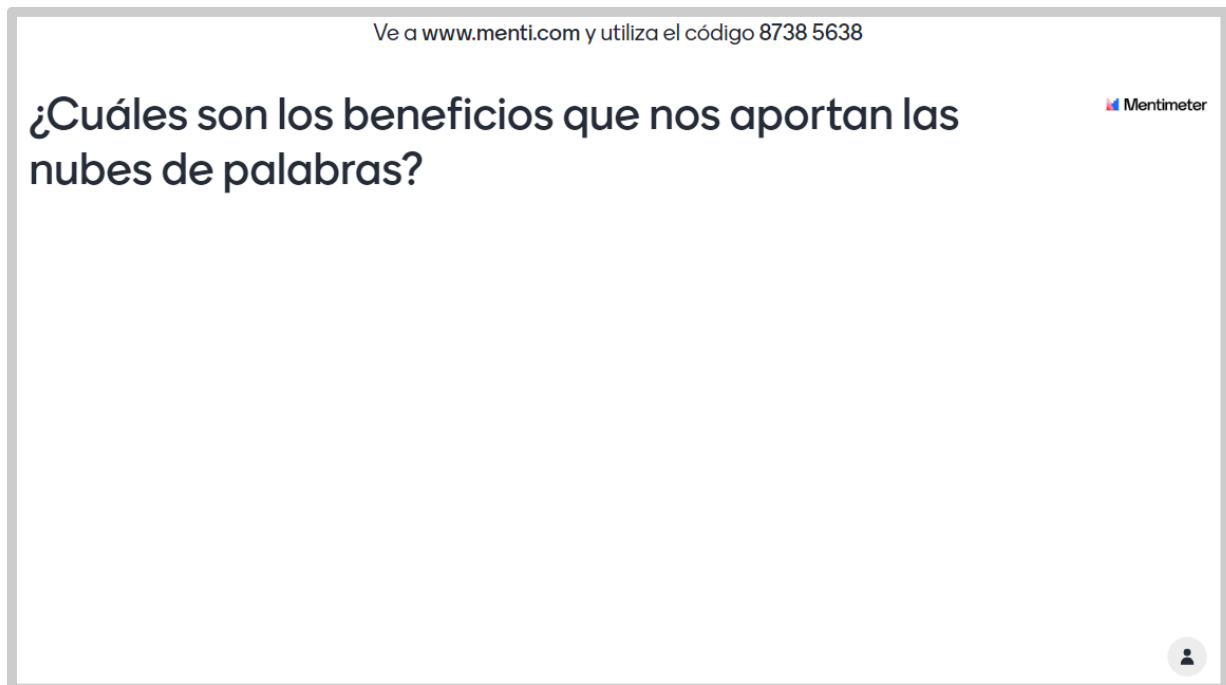 Ve a www.menti.com y utiliza el código 8738 5638
¿Cuáles son los beneficios que nos aportan las
nubes de palabras?
Mentimeter